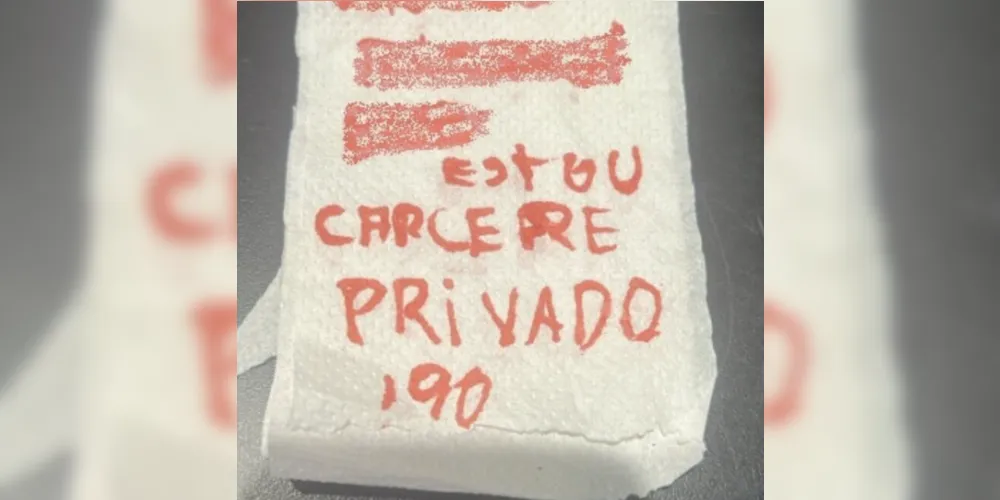 ESTOU
CARCERE
PRIVADO
190